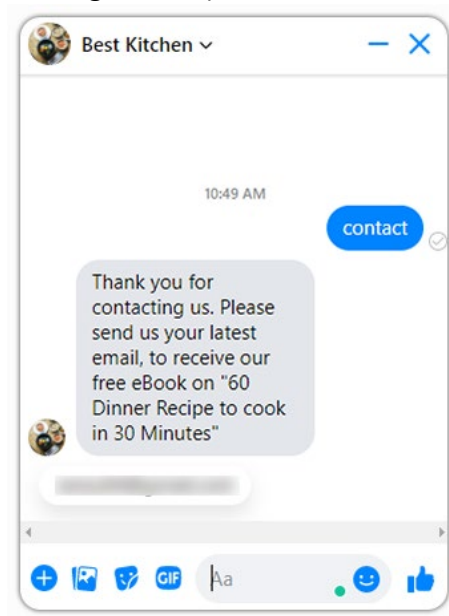 Best Kitchen
10:49 AM
contact
Thank you for
contacting us. Please
send us your latest
email, to receive our
free eBook on "60
Dinner Recipe to cook
in 30 Minutes"
GIF
Aa